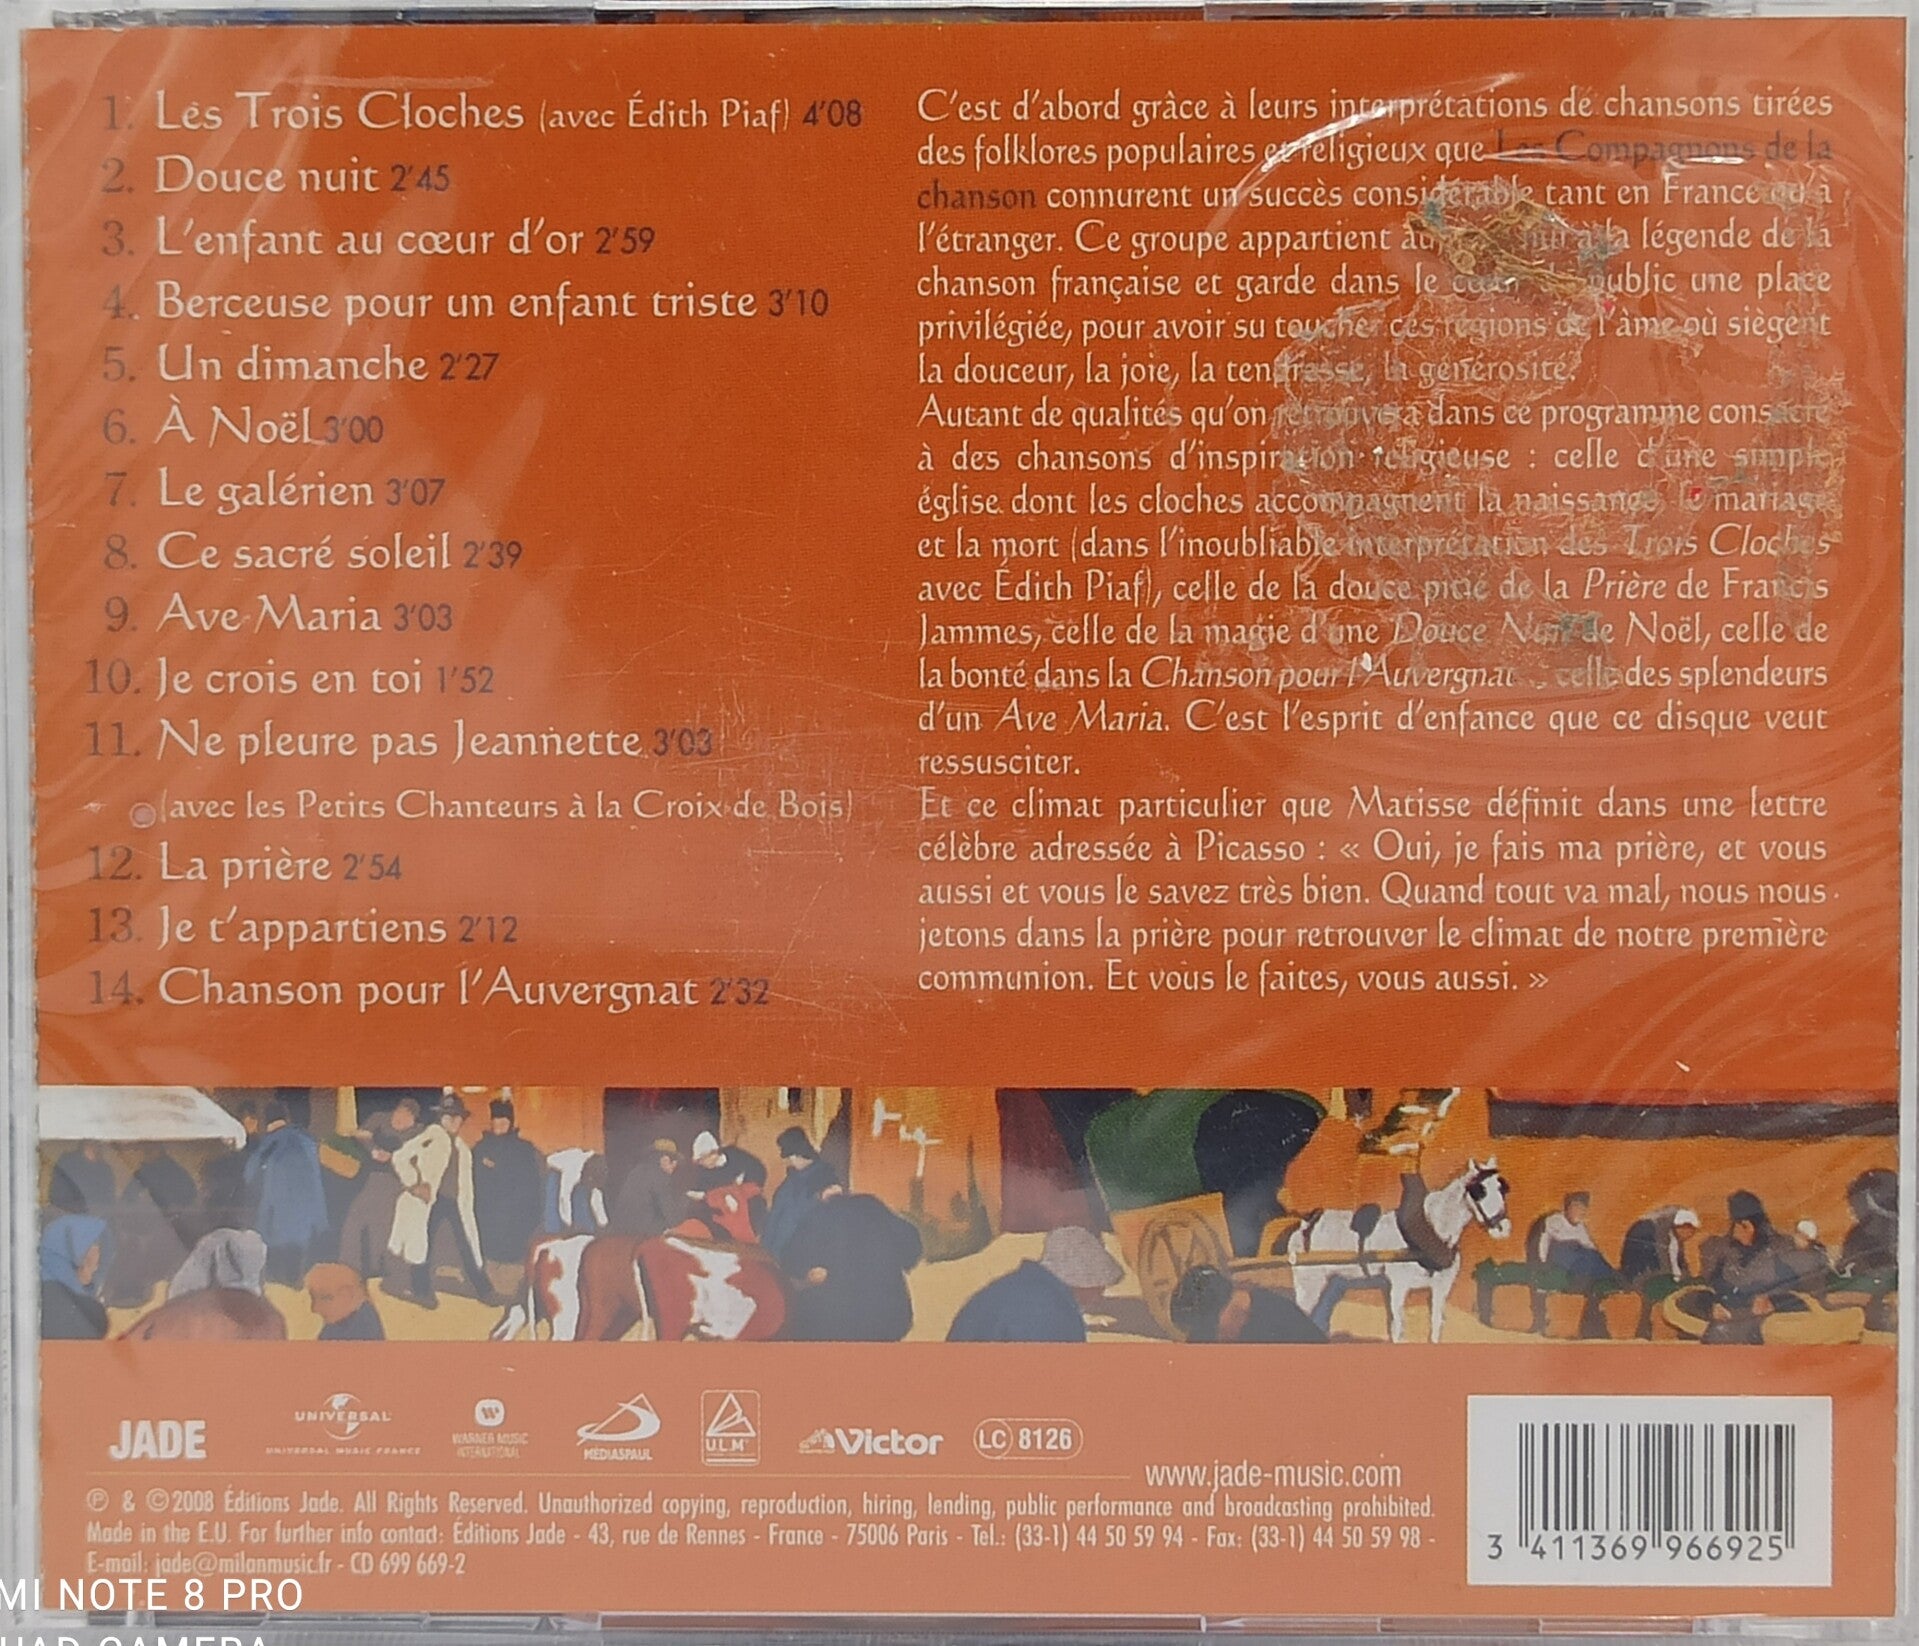 1. Les Trois Cloches (avec Édith Piaf) 4'08
2. Douce nuit 2'45
3. L'enfant au cœur d'or 2'59
4. Berceuse pour un enfant triste 3'10
5. Un dimanche 2'27
6. À Noël 3'00
7. Le galérien 3'07
8. Ce sacré soleil 2'39
9. Ave Maria 3'03
10. Je crois en toi 1'52
11. Ne pleure pas Jeannette 3'03
(avec les Petits Chanteurs à la Croix de Bois)
12. La prière 2'54
13. Je t'appartiens 2'12
14. Chanson pour l'Auvergnat 2'32
C'est d'abord grâce à leurs interprétations de chansons tirées
des folklores populaires et religieux que Les Compagnons de la
chanson connurent un succès considérable tant en France qu'à
l'étranger. Ce groupe appartient à la légende de la
chanson française et garde dans le cœur public une place
privilégiée, pour avoir su toucher ces régions de l'âme où siègent
la douceur, la joie, la tendresse, la générosité.
Autant de qualités qu'on retrouvera dans ce programme consacré
à des chansons d'inspiration religieuse : celle d'une simple
église dont les cloches accompagnent la naissance, le mariage
et la mort (dans l'inoubliable interprétation des Trois Cloches
avec Édith Piaf), celle de la douce pitié de la Prière de Francis
Jammes, celle de la magie d'une Douce Nuit de Noël, celle de
la bonté dans la Chanson pour l'Auvergnat celle des splendeurs
d'un Ave Maria. C'est l'esprit d'enfance que ce disque veut
ressusciter.
Et ce climat particulier que Matisse définit dans une lettre
célèbre adressée à Picasso : « Oui, je fais ma prière, et vous
aussi et vous le savez très bien. Quand tout va mal, nous nous
jetons dans la prière pour retrouver le climat de notre première
communion. Et vous le faites, vous aussi. »
JADE
UNIVERSAL
UNIVERSAL MUSIC FRANCE
WARNER MUSIC
INTERNATIONAL
MEDIASPAUL
ULM
Victor
LC 8126
www.jade-music.com
℗ & © 2008 Éditions Jade. All Rights Reserved. Unauthorized copying, reproduction, hiring, lending, public performance and broadcasting prohibited.
Made in the E.U. For further info contact: Éditions Jade - 43, rue de Rennes - France - 75006 Paris - Tel.: (33-1) 44 50 59 94 - Fax: (33-1) 44 50 59 98 -
E-mail: jade@milanmusic.fr - CD 699 669-2
3 411369 966925
MI NOTE 8 PRO
UAD CAMERA